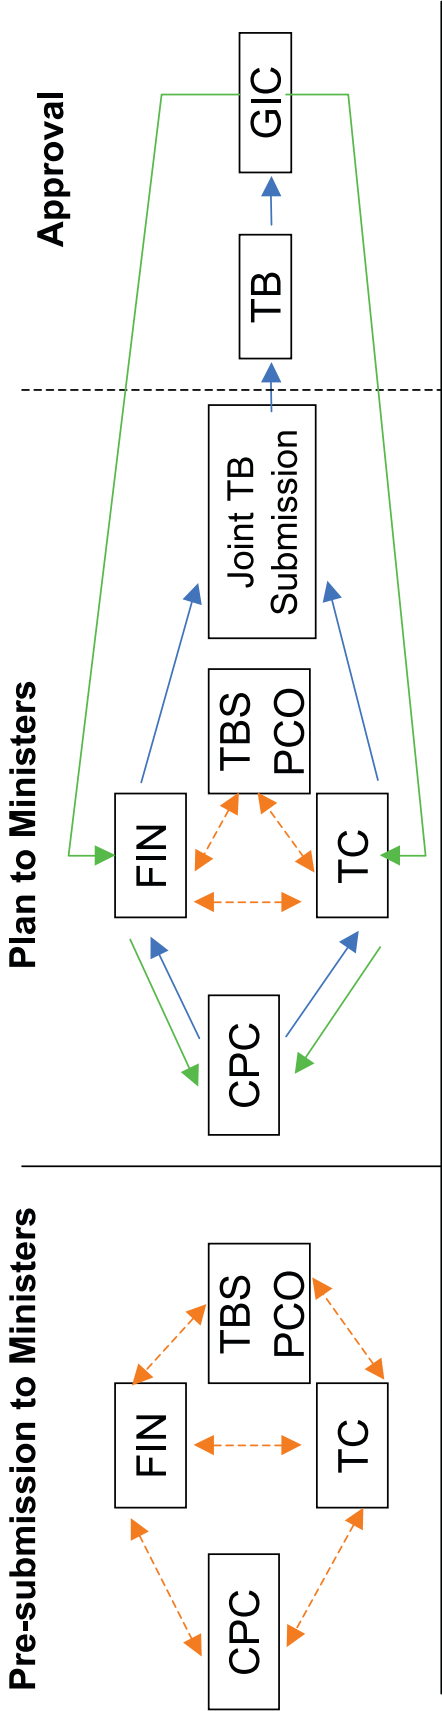 Pre-submission to Ministers
CPC
FIN
TC
TBS
PCO
Plan to Ministers
CPC
FIN
TC
TBS
PCO
Joint TB
Submission
Approval
TB
GIC